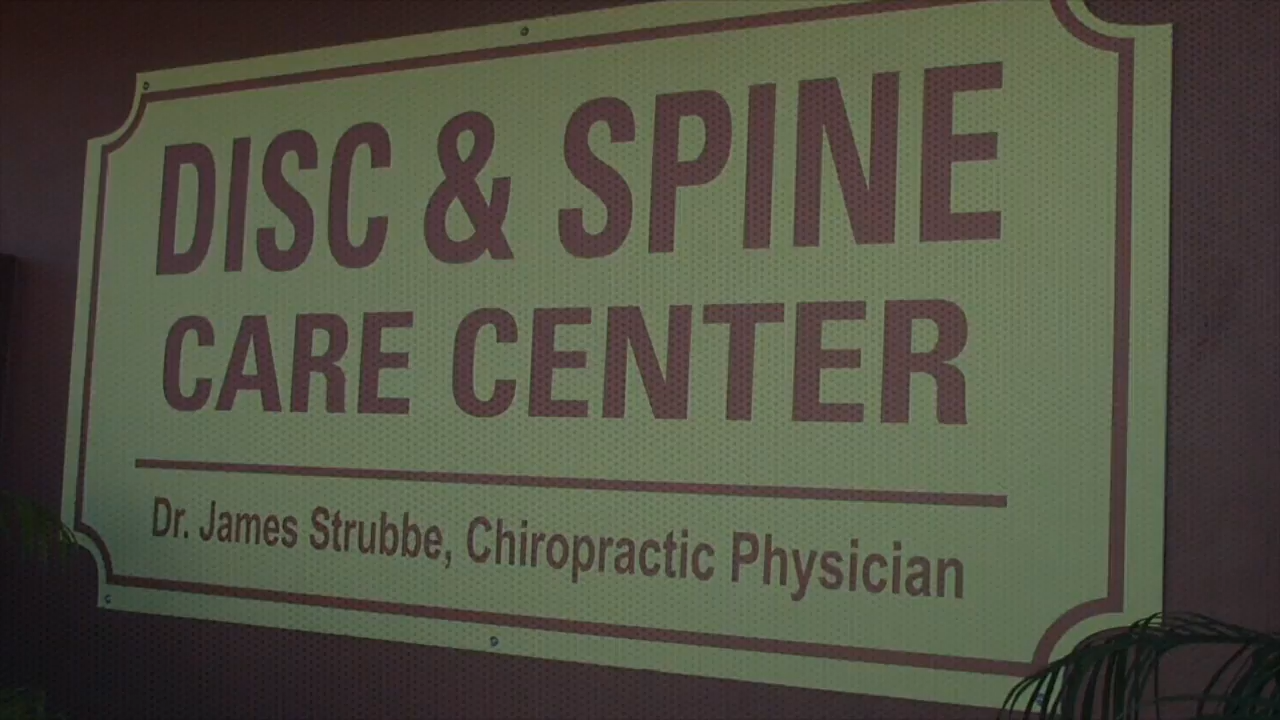 DISC & SPINE
CARE CENTER
Dr. James Strubbe, Chiropractic Physician